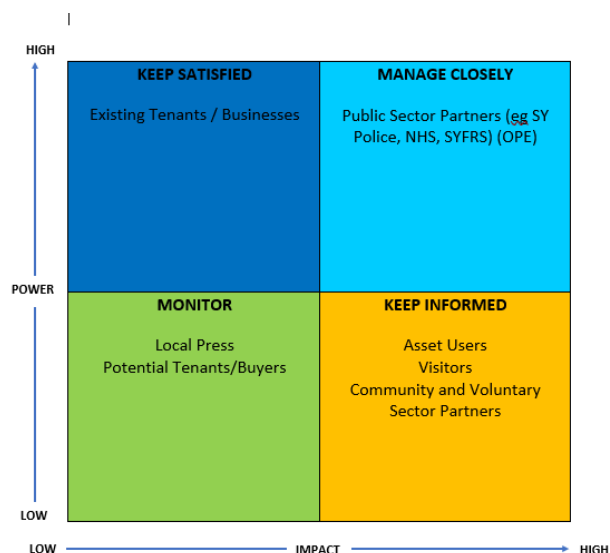 HIGH
KEEP SATISFIED
Existing Tenants / Businesses
MANAGE CLOSELY
Public Sector Partners (eg SY
Police, NHS, SYFRS) (OPE)
POWER
MONITOR
Local Press
Potential Tenants/Buyers
KEEP INFORMED
Asset Users
Visitors
Community and Voluntary
Sector Partners
LOW
LOW
IMPACT
HIGH